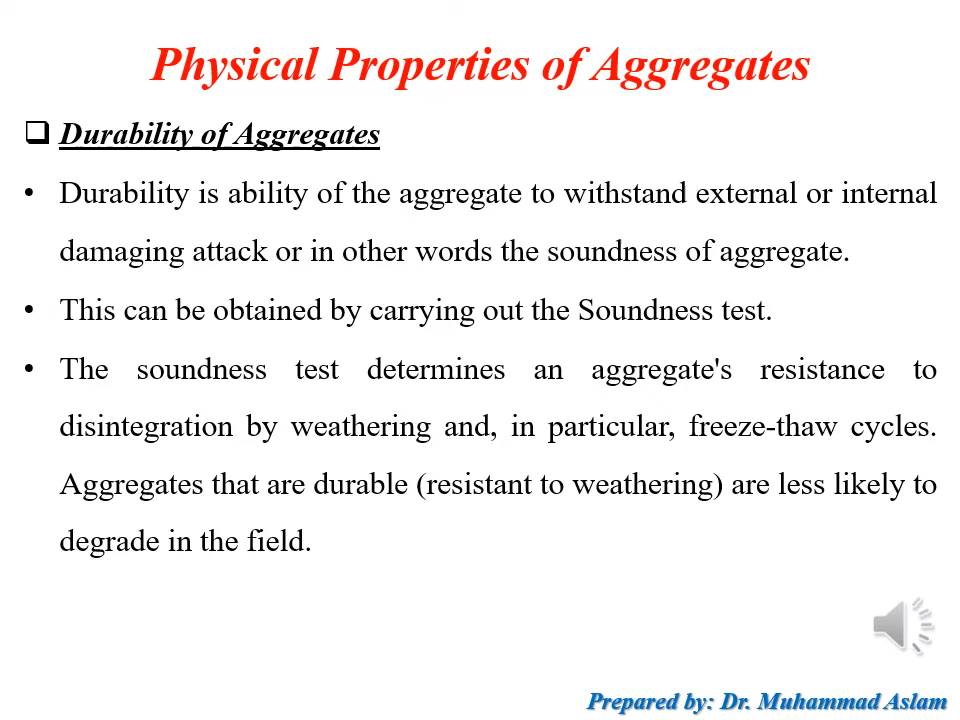 Physical Properties of Aggregates
❑ Durability of Aggregates
• Durability is ability of the aggregate to withstand external or internal
damaging attack or in other words the soundness of aggregate.
• This can be obtained by carrying out the Soundness test.
• The soundness test determines an aggregate's resistance to
disintegration by weathering and, in particular, freeze-thaw cycles.
Aggregates that are durable (resistant to weathering) are less likely to
degrade in the field.
Prepared by: Dr. Muhammad Aslam